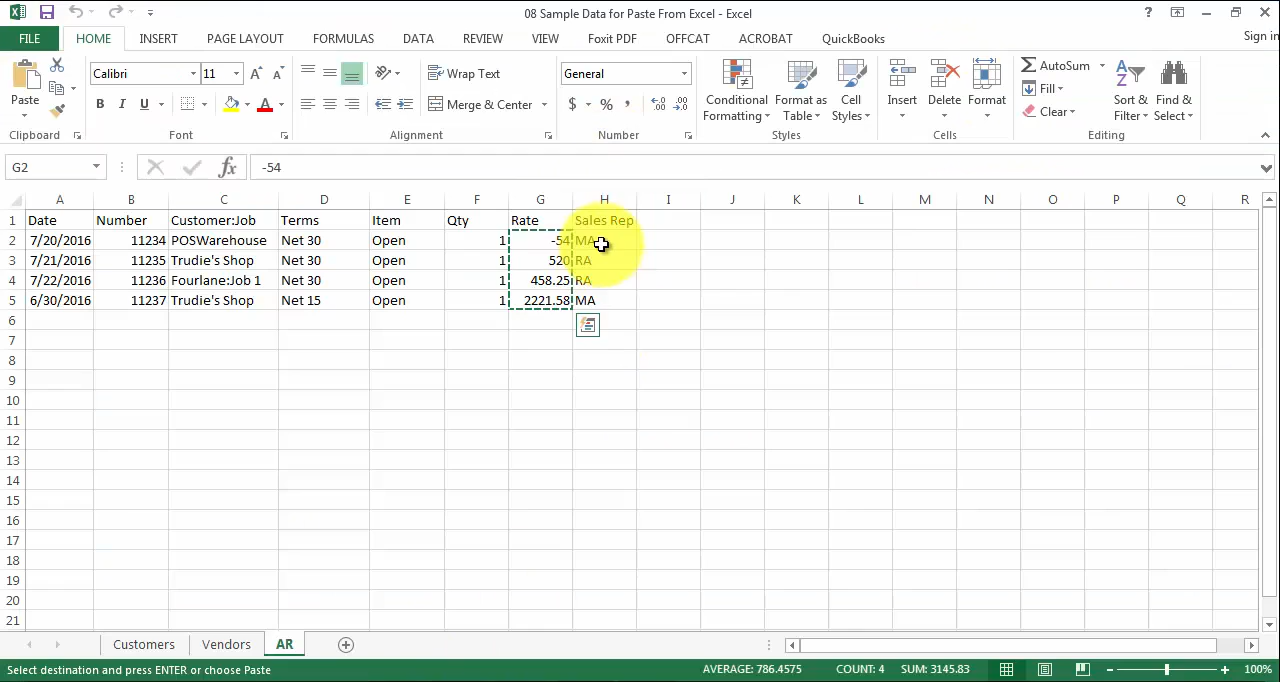 08 Sample Data for Paste From Excel - Excel
Sign in
FILE HOME INSERT PAGE LAYOUT FORMULAS DATA REVIEW VIEW Foxit PDF OFFCAT ACROBAT QuickBooks
Paste
Clipboard
Calibri 11
B I U
Font
Wrap Text
Merge & Center
Alignment
General
$ % ,
Number
Conditional Formatting
Format as Table
Cell Styles
Styles
Insert Delete Format
Cells
AutoSum
Fill
Clear
Sort & Filter
Find & Select
Editing
G2 fx -54
A B C D E F G H I J K L M N O P Q R
1 Date Number Customer:Job Terms Item Qty Rate Sales Rep
2 7/20/2016 11234 POSWarehouse Net 30 Open 1 -54 MA
3 7/21/2016 11235 Trudie's Shop Net 30 Open 1 520 RA
4 7/22/2016 11236 Fourlane:Job 1 Net 30 Open 1 458.25 RA
5 6/30/2016 11237 Trudie's Shop Net 15 Open 1 2221.58 MA
6
7
8
9
10
11
12
13
14
15
16
17
18
19
20
21
Customers Vendors AR
Select destination and press ENTER or choose Paste AVERAGE: 786.4575 COUNT: 4 SUM: 3145.83 100%